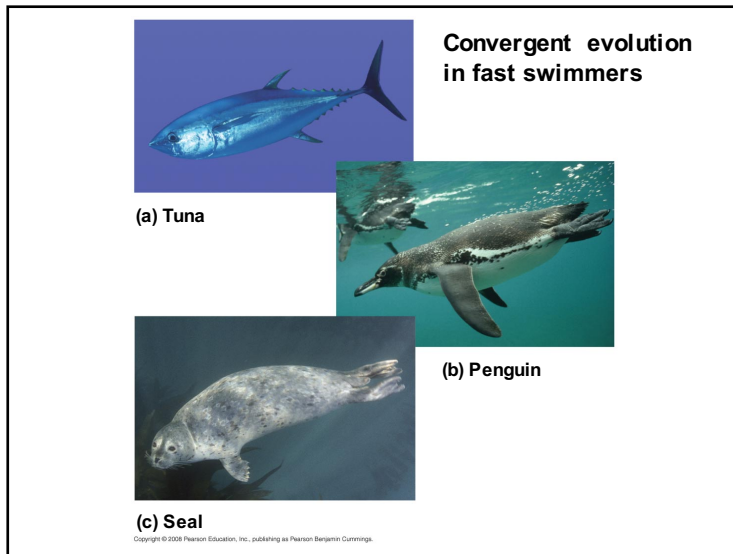 Convergent evolution
in fast swimmers
(a) Tuna
(b) Penguin
(c) Seal
Copyright © 2008 Pearson Education, Inc., publishing as Pearson Benjamin Cummings.